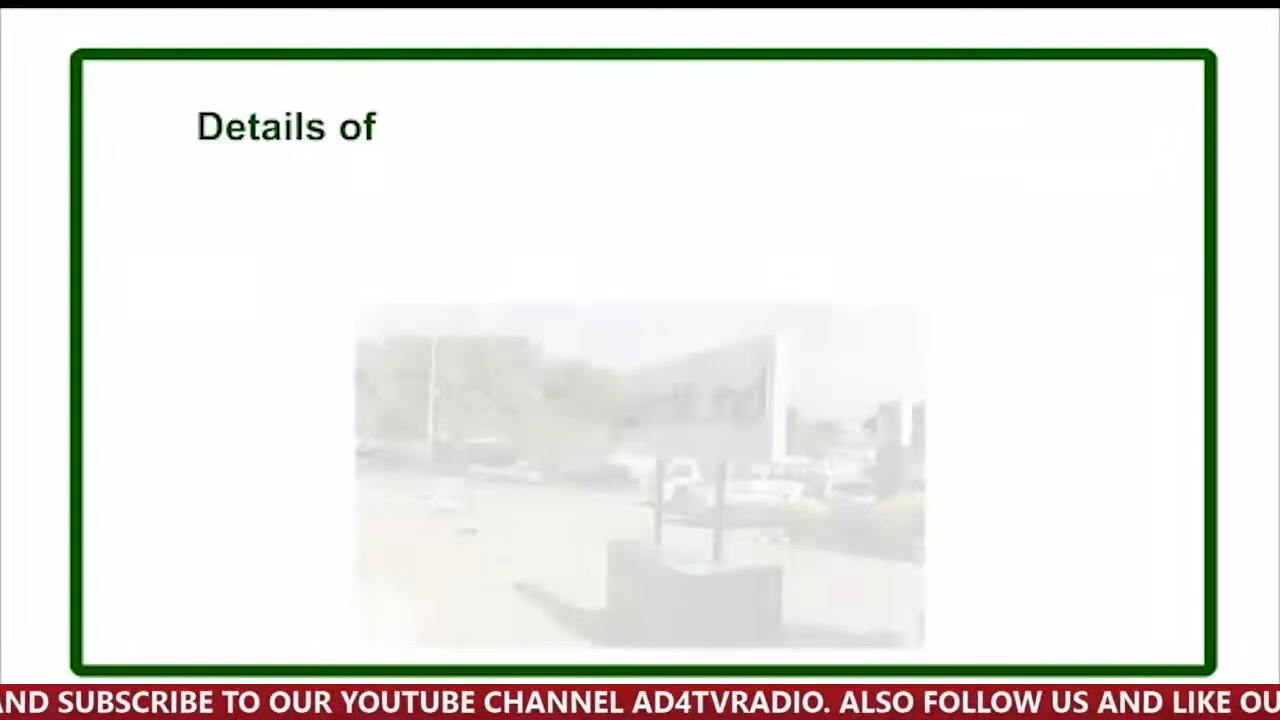 Details of
AND SUBSCRIBE TO OUR YOUTUBE CHANNEL AD4TVRADIO. ALSO FOLLOW US AND LIKE OU